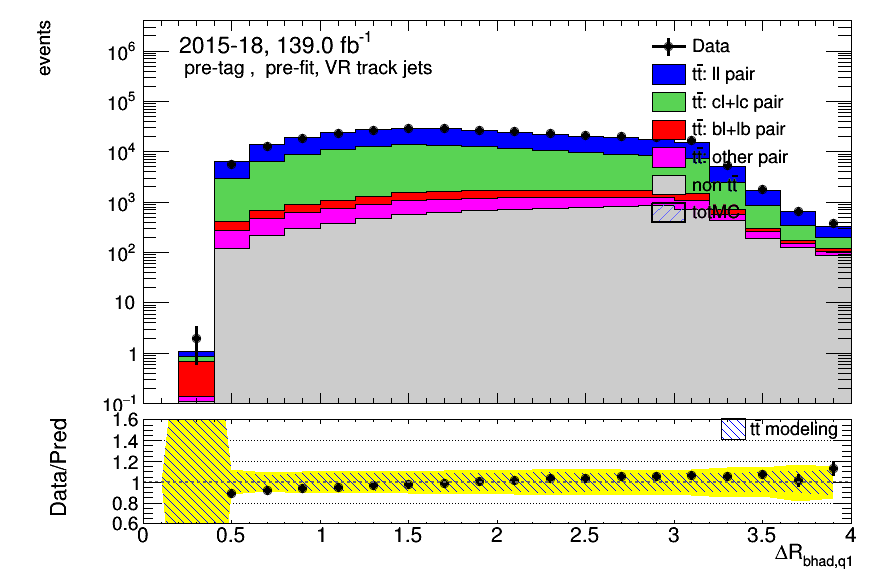 events
2015-18, 139.0 fb⁻¹
pre-tag , pre-fit, VR track jets
Data
tt̄: ll pair
tt̄: cl+lc pair
tt̄: bl+lb pair
tt̄: other pair
non tt̄
totMC
10⁶
10⁵
10⁴
10³
10²
10
1
10⁻¹
Data/Pred
tt̄ modeling
1.6
1.4
1.2
1
0.8
0.6
0 0.5 1 1.5 2 2.5 3 3.5 4
ΔR_bhad,q1